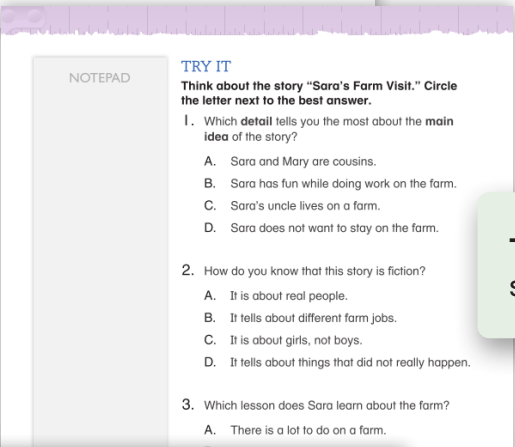 NOTEPAD
TRY IT
Think about the story “Sara’s Farm Visit.” Circle
the letter next to the best answer.
1. Which detail tells you the most about the main
idea of the story?
A. Sara and Mary are cousins.
B. Sara has fun while doing work on the farm.
C. Sara’s uncle lives on a farm.
D. Sara does not want to stay on the farm.
2. How do you know that this story is fiction?
A. It is about real people.
B. It tells about different farm jobs.
C. It is about girls, not boys.
D. It tells about things that did not really happen.
3. Which lesson does Sara learn about the farm?
A. There is a lot to do on a farm.